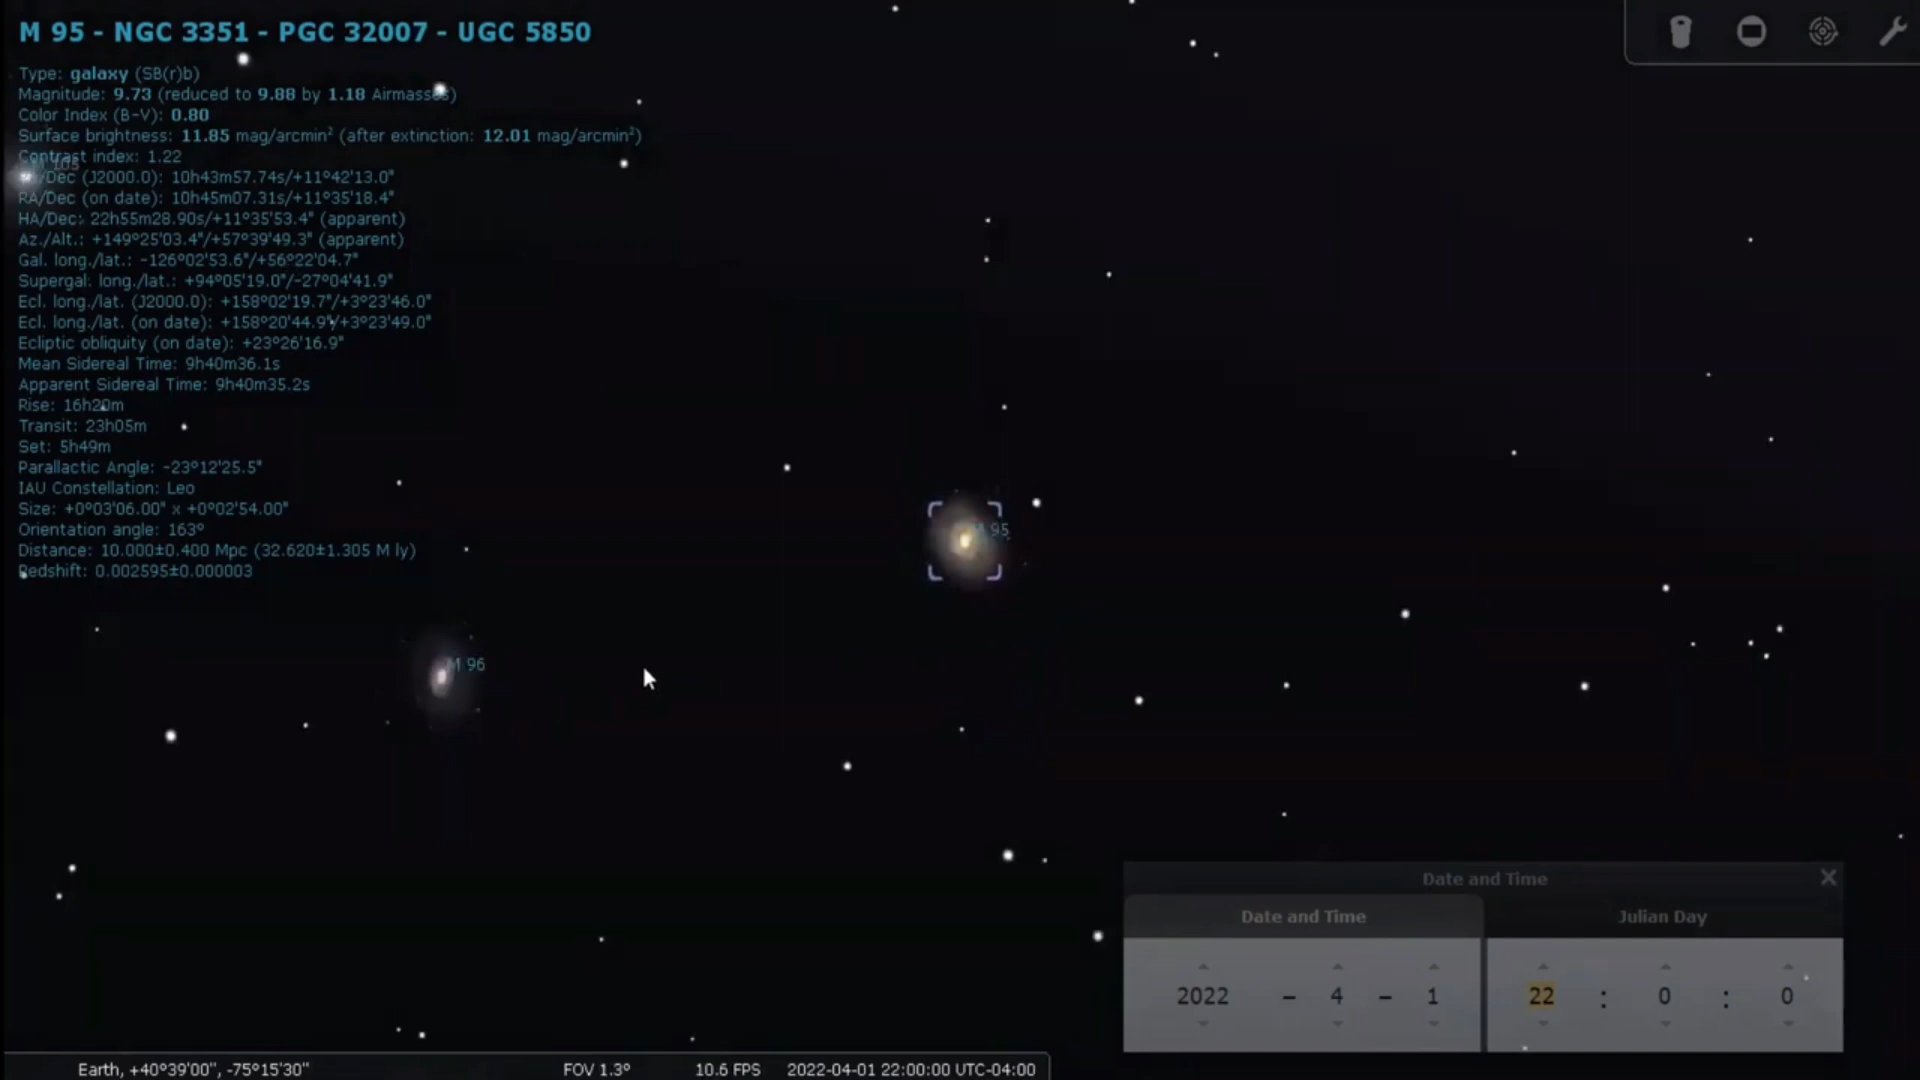 M 95 - NGC 3351 - PGC 32007 - UGC 5850
Type: galaxy (SB(r)b)
Magnitude: 9.73 (reduced to 9.88 by 1.18 Airmasses)
Color Index (B-V): 0.80
Surface brightness: 11.85 mag/arcmin² (after extinction: 12.01 mag/arcmin²)
Contrast index: 1.22
RA/Dec (J2000.0): 10h43m57.74s/+11°42'13.0"
RA/Dec (on date): 10h45m07.31s/+11°35'18.4"
HA/Dec: 22h55m28.90s/+11°35'53.4" (apparent)
Az./Alt.: +149°25'03.4"/+57°39'49.3" (apparent)
Gal. long./lat.: -126°02'53.6"/+56°22'04.7"
Supergal. long./lat.: +94°05'19.0"/-27°04'41.9"
Ecl. long./lat. (J2000.0): +158°02'19.7"/+3°23'46.0"
Ecl. long./lat. (on date): +158°20'44.9"/+3°23'49.0"
Ecliptic obliquity (on date): +23°26'16.9"
Mean Sidereal Time: 9h40m36.1s
Apparent Sidereal Time: 9h40m35.2s
Rise: 16h20m
Transit: 23h05m
Set: 5h49m
Parallactic Angle: -23°12'25.5"
IAU Constellation: Leo
Size: +0°03'06.00" x +0°02'54.00"
Orientation angle: 163°
Distance: 10.000±0.400 Mpc (32.620±1.305 M ly)
Redshift: 0.002595±0.000003
M 105
M 95
M 96
Date and Time
Date and Time Julian Day
2022 - 4 - 1 22 : 0 : 0
Earth, +40°39'00", -75°15'30" FOV 1.3° 10.6 FPS 2022-04-01 22:00:00 UTC-04:00